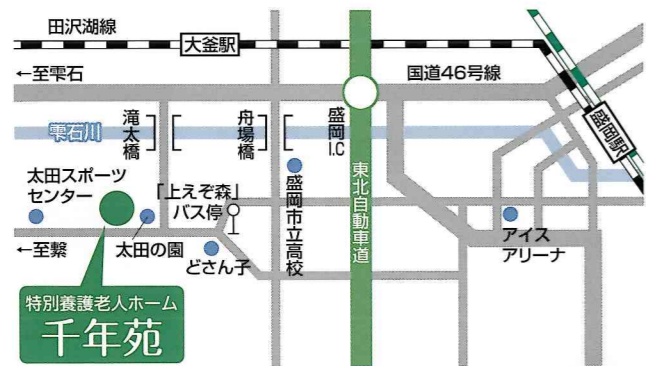 田沢湖線
大釜駅
←至雫石
国道46号線
盛岡駅
雫石川
滝太橋
舟場橋
盛岡I.C
東北自動車道
太田スポーツ
センター
「上えぞ森」
バス停
盛岡市立高校
←至繋
太田の園
どさん子
アイス
アリーナ
特別養護老人ホーム
千年苑